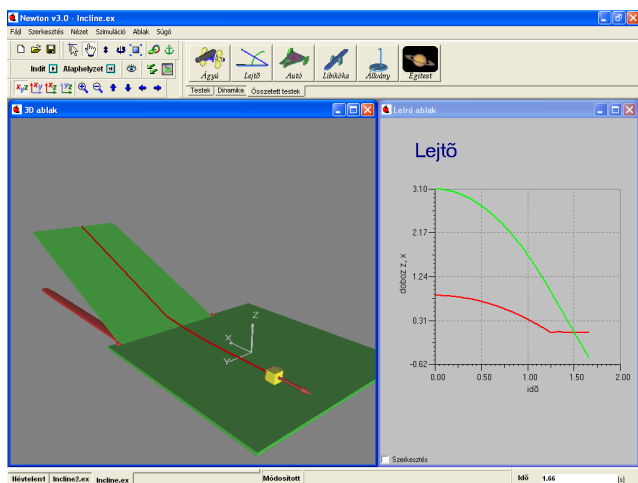 Newton v3.0 - Incline.ex
Fájl Szerkesztés Nézet Szimuláció Ablak Súgó
Indít Alaphelyzet
Ágyú Lejtő Autó Libikóka Állvány Égitest
Testek Dinamika Összetett testek
3D ablak
Z
X
Y
Leíró ablak
Lejtő
3.10
2.17
1.24
0.31
-0.62
doboz z, x
0.00 0.50 1.00 1.50 2.00
idő
Szerkesztés
Névtelen1 Incline2.ex Incline.ex Módosított Idő 1.66 [s]